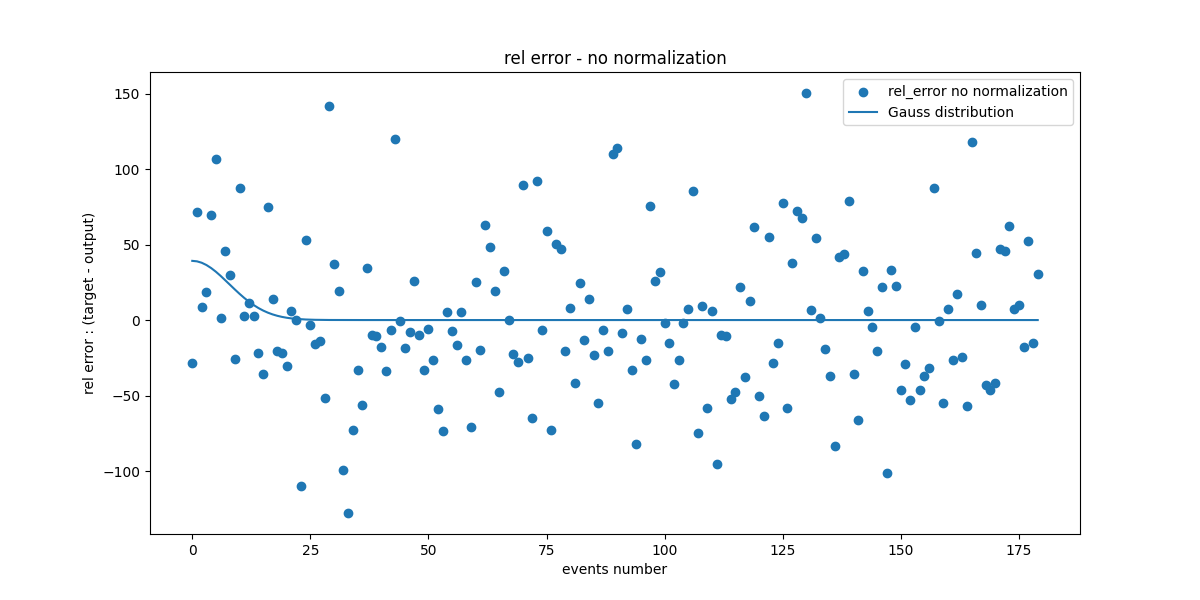 rel error - no normalization
rel_error no normalization
Gauss distribution
150
100
50
0
−50
−100
rel error : (target - output)
0
25
50
75
100
125
150
175
events number